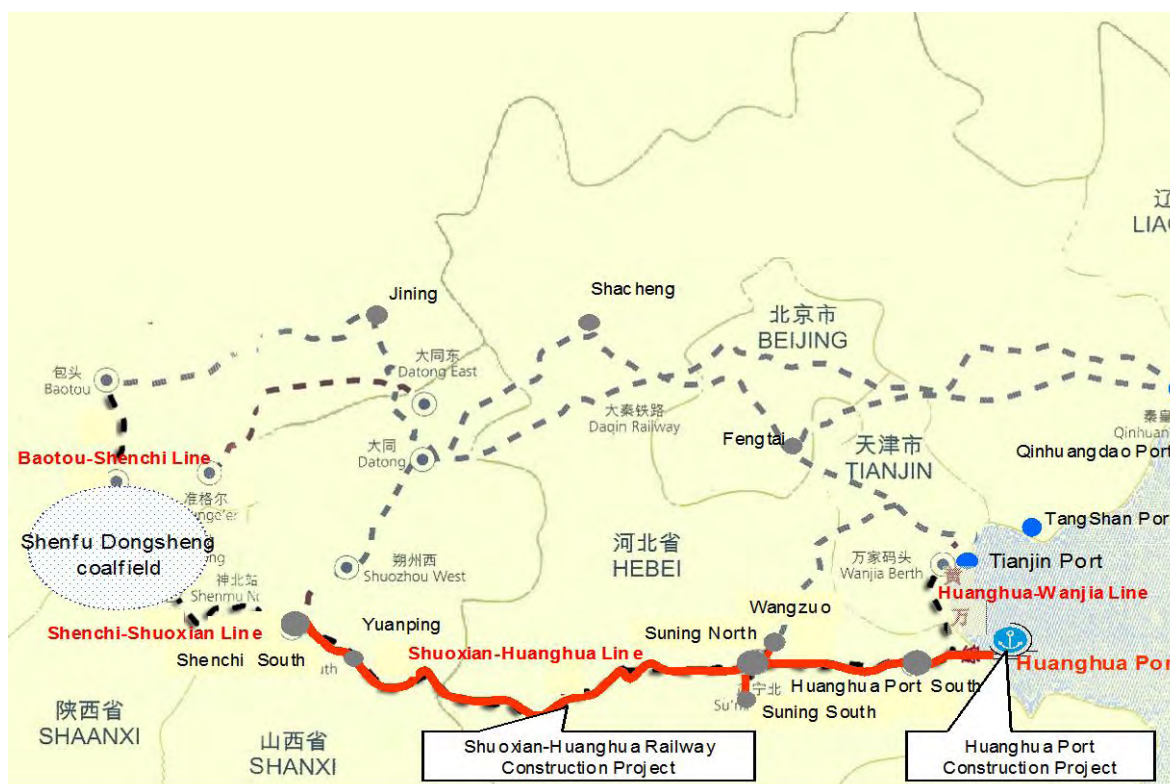 辽
LIAO
Jining
Shacheng
北京市
BEIJING
大同东
Datong East
包头
Baotou
大秦铁路
Daqin Railway
秦皇
Qinhuang
Fengtai
天津市
TIANJIN
大同
Datong
Baotou-Shenchi Line
准格尔
Qinhuangdao Port
TangShan Port
Shenfu Dongsheng
coalfield
朔州西
Shuozhou West
河北省
HEBEI
万家码头
Wanjia Berth
Tianjin Port
神北站
Shenmu No
黄
万
Huanghua-Wanjia Line
Shenchi-Shuoxian Line
Yuanping
Wangzuo
Suning North
Shenchi South
Shuoxian-Huanghua Line
Huanghua Port
宁北
Huanghua Port South
Suning South
陕西省
SHAANXI
山西省
SHANXI
Shuoxian-Huanghua Railway
Construction Project
Huanghua Port
Construction Project